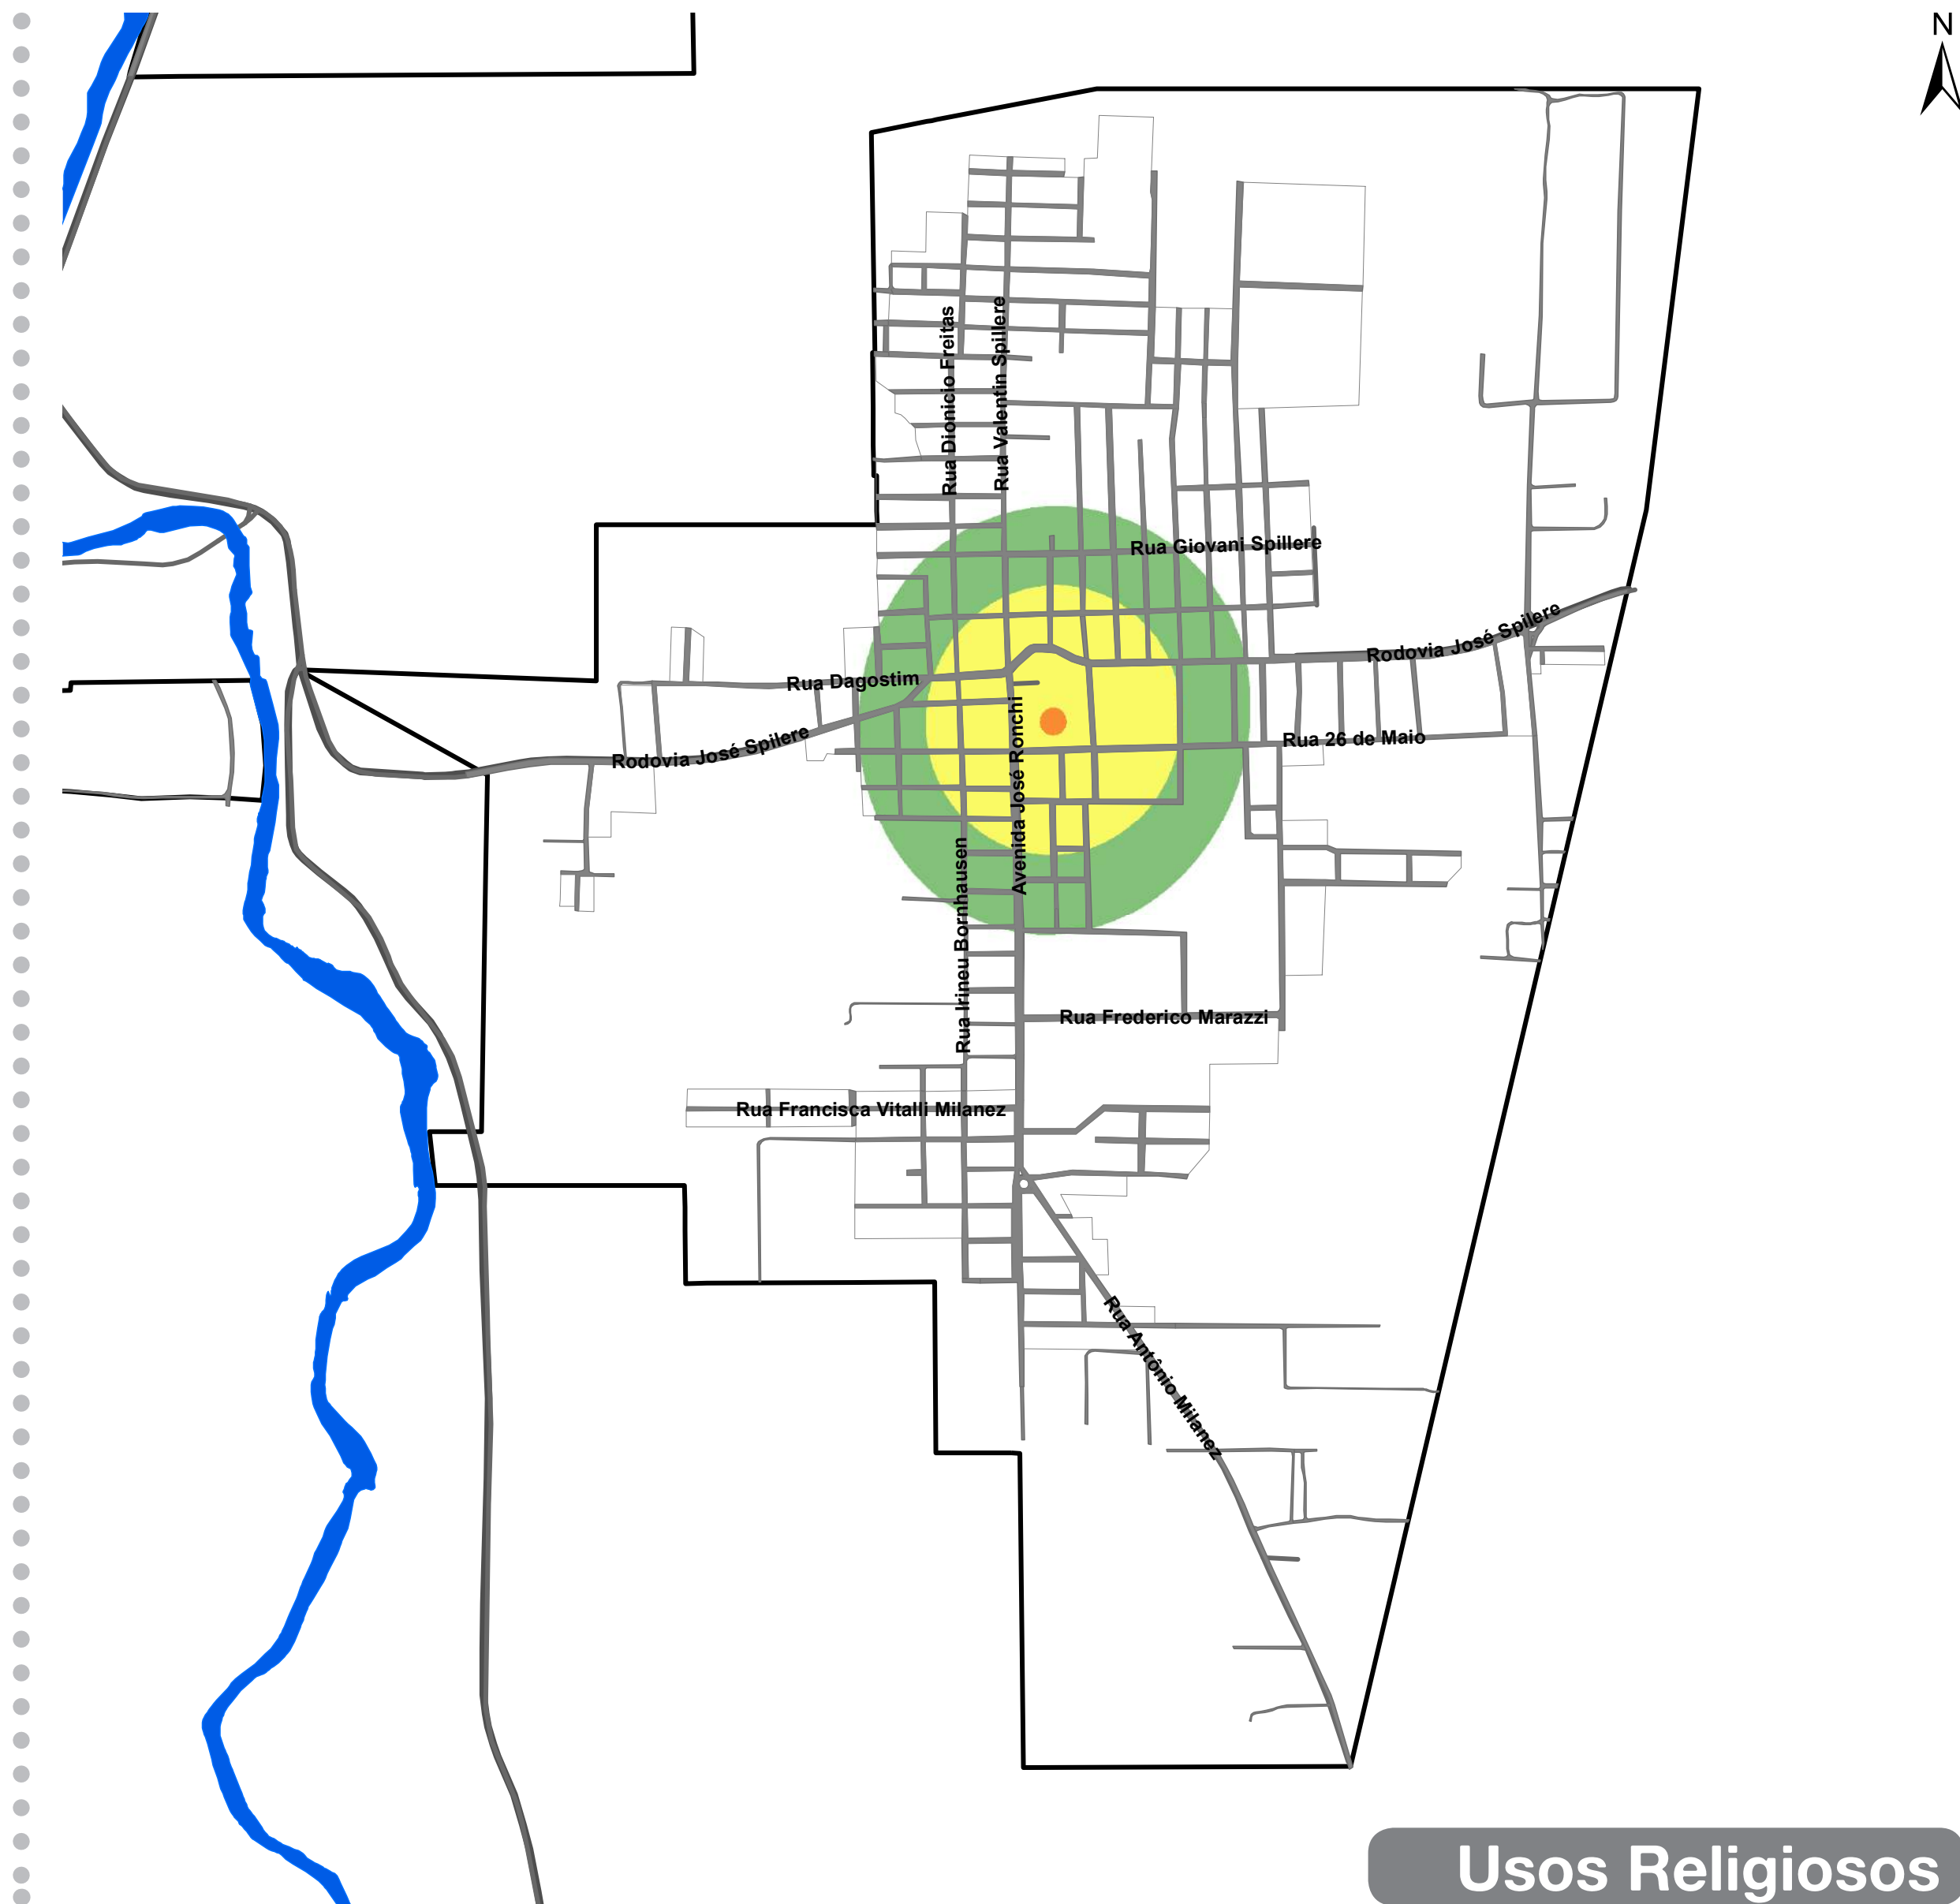 N
Rua Dionicio Freitas
Rua Valentin Spillere
Rua Giovani Spillere
Rodovia José Spilere
Rua Dagostim
Rodovia José Spilere
Rua 26 de Maio
Avenida José Ronchi
Rua Irineu Bornhausen
Rua Frederico Marazzi
Rua Francisca Vitalli Milanez
Rua Antônio Milanez
Usos Religiosos